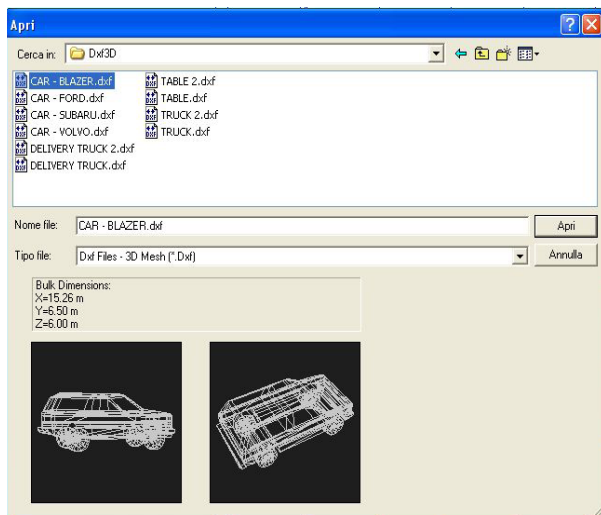 Apri
Cerca in: Dxf3D
CAR - BLAZER.dxf
CAR - FORD.dxf
CAR - SUBARU.dxf
CAR - VOLVO.dxf
DELIVERY TRUCK 2.dxf
DELIVERY TRUCK.dxf
TABLE 2.dxf
TABLE.dxf
TRUCK 2.dxf
TRUCK.dxf
Nome file: CAR - BLAZER.dxf Apri
Tipo file: Dxf Files - 3D Mesh (*.Dxf) Annulla
Bulk Dimensions:
X=15.26 m
Y=6.50 m
Z=6.00 m